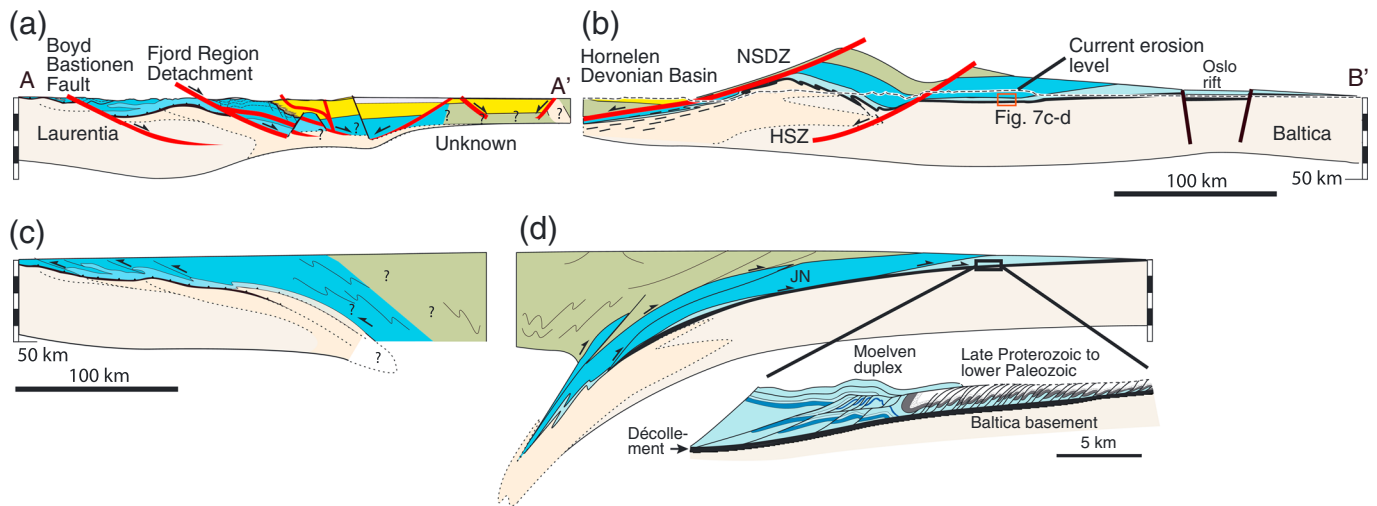 (a)
Boyd
Bastionen
Fault
Fjord Region
Detachment
A
A’
Laurentia
?
?
?
?
?
Unknown
(b)
Hornelen
Devonian Basin
NSDZ
Current erosion
level
Oslo
rift
B’
HSZ
Fig. 7c-d
Baltica
100 km
50 km
(c)
?
?
?
?
50 km
100 km
(d)
JN
Moelven
duplex
Late Proterozoic to
lower Paleozoic
Décolle-
ment
Baltica basement
5 km